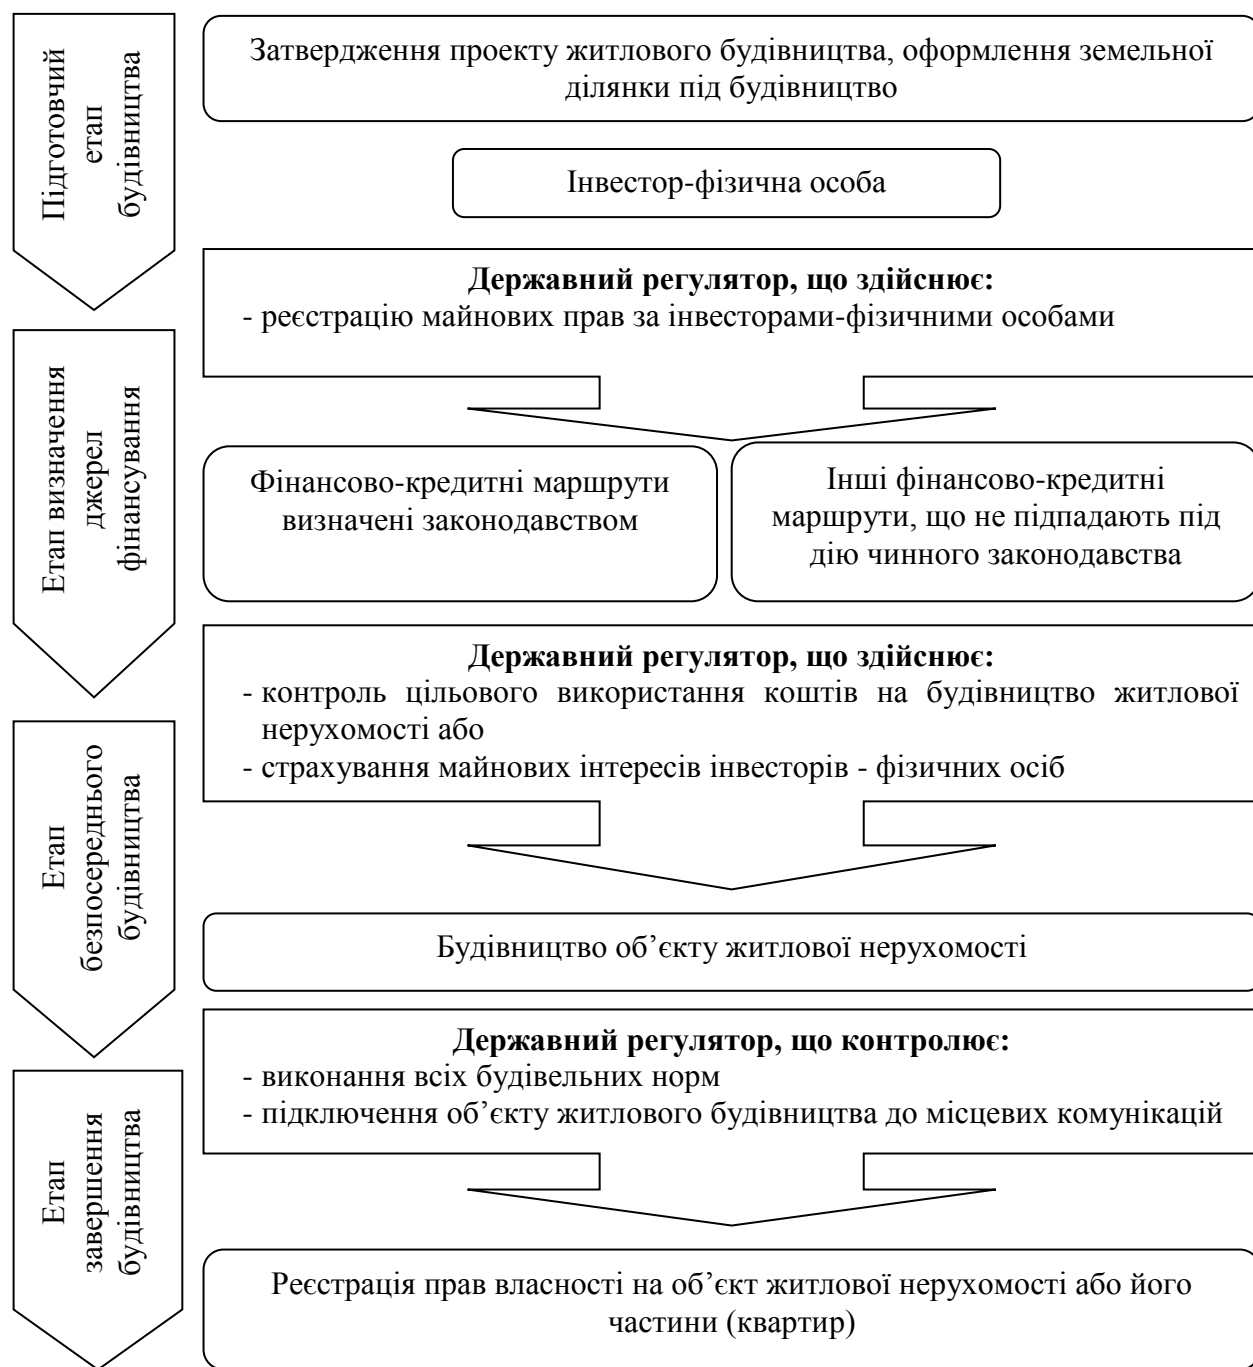 Підготовчий
етап
будівництва
Затвердження проекту житлового будівництва, оформлення земельної
ділянки під будівництво
Інвестор-фізична особа
Державний регулятор, що здійснює:
- реєстрацію майнових прав за інвесторами-фізичними особами
Етап визначення
джерел
фінансування
Фінансово-кредитні маршрути
визначені законодавством
Інші фінансово-кредитні
маршрути, що не підпадають під
дію чинного законодавства
Державний регулятор, що здійснює:
- контроль цільового використання коштів на будівництво житлової
нерухомості або
- страхування майнових інтересів інвесторів - фізичних осіб
Етап
безпосереднього
будівництва
Будівництво об’єкту житлової нерухомості
Державний регулятор, що контролює:
- виконання всіх будівельних норм
- підключення об’єкту житлового будівництва до місцевих комунікацій
Етап
завершення
будівництва
Реєстрація прав власності на об’єкт житлової нерухомості або його
частини (квартир)